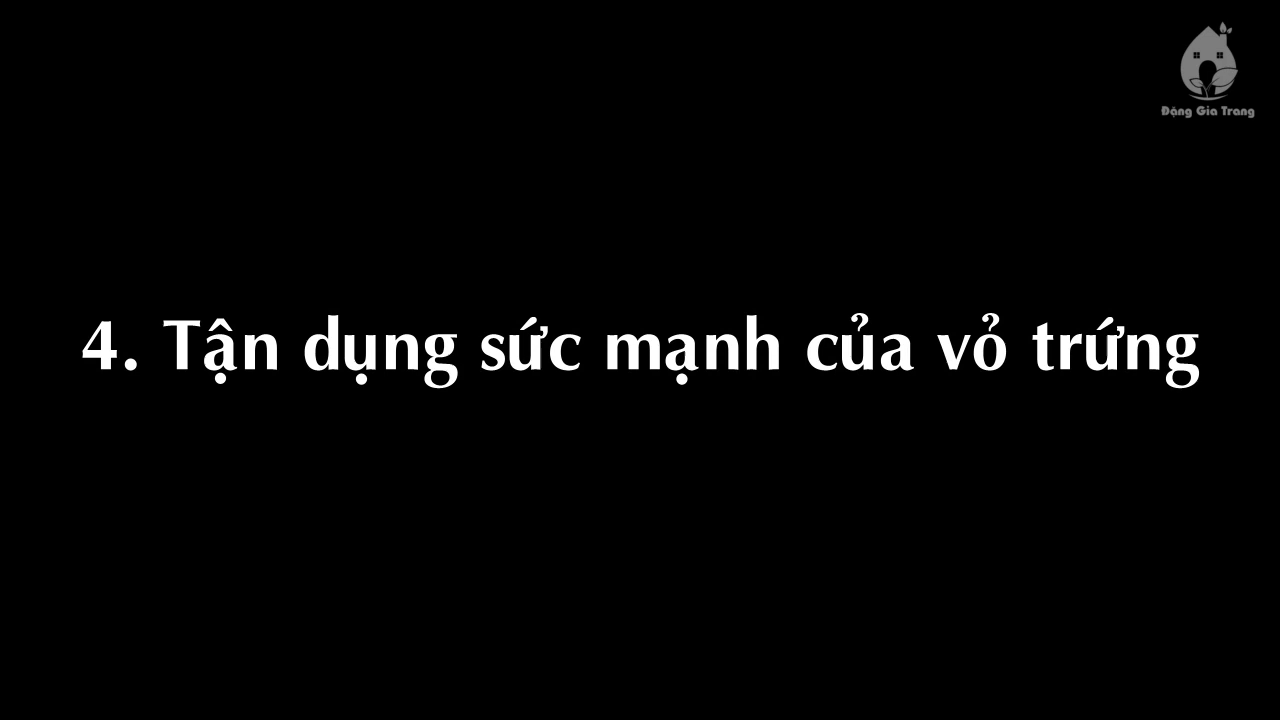 Đặng Gia Trang
4. Tận dụng sức mạnh của vỏ trứng